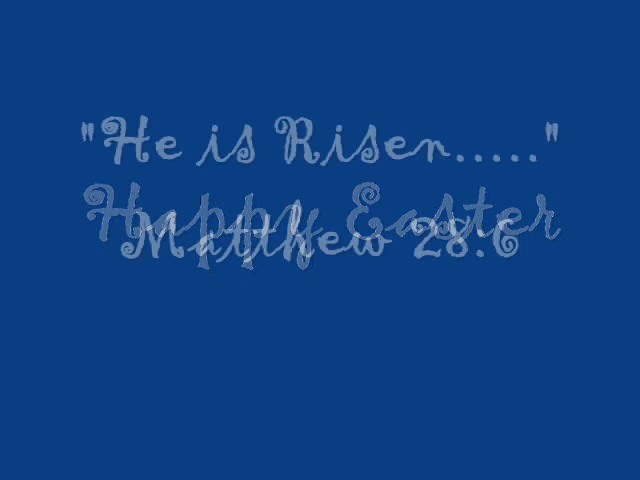 "He is Risen....."
Happy Easter
Matthew 28:6